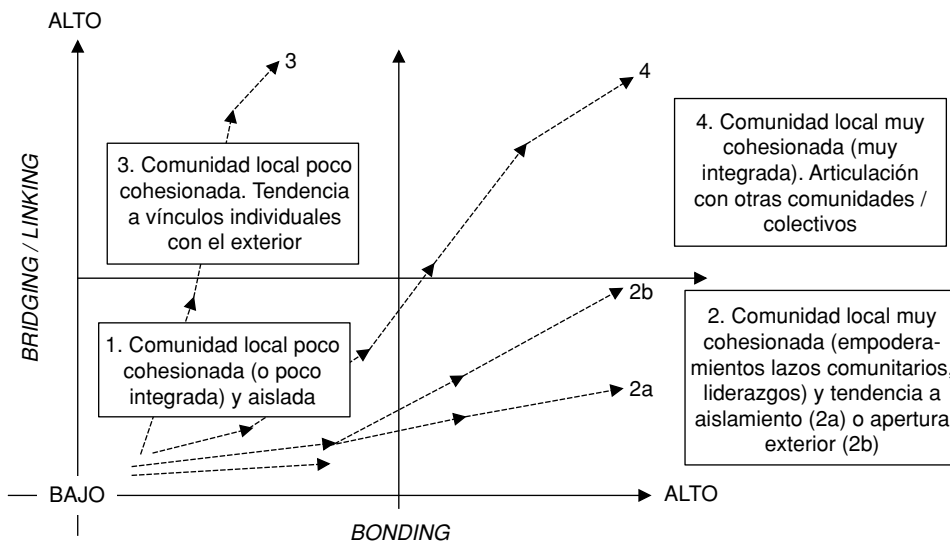 ALTO
3
4
3. Comunidad local poco
cohesionada. Tendencia
a vínculos individuales
con el exterior
4. Comunidad local muy
cohesionada (muy
integrada). Articulación
con otras comunidades /
colectivos
BRIDGING / LINKING
2b
1. Comunidad local poco
cohesionada (o poco
integrada) y aislada
2. Comunidad local muy
cohesionada (empodera-
mientos lazos comunitarios,
liderazgos) y tendencia a
aislamiento (2a) o apertura
exterior (2b)
2a
BAJO
ALTO
BONDING